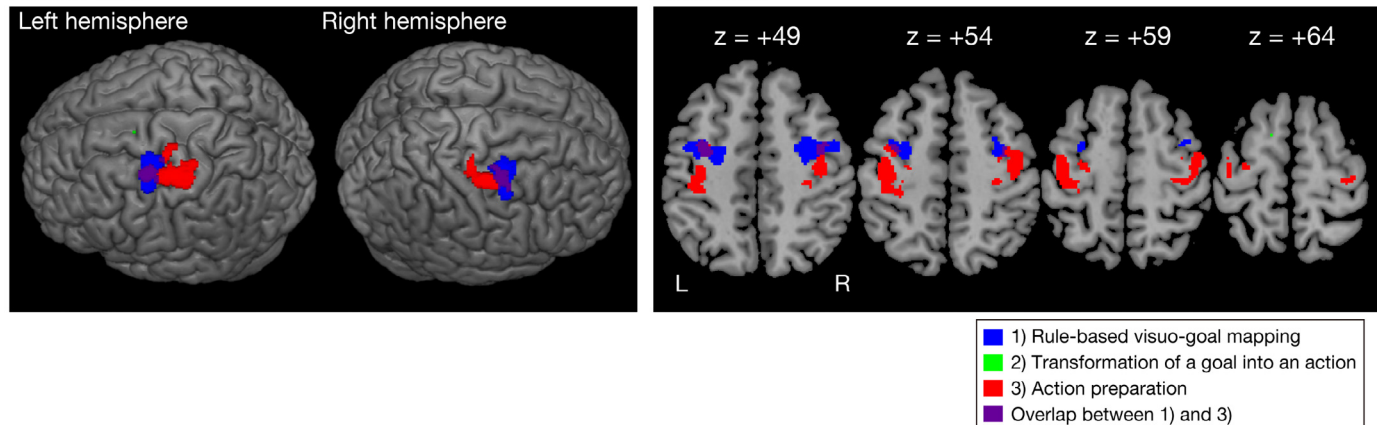 Left hemisphere
Right hemisphere
z = +49
z = +54
z = +59
z = +64
L
R
1) Rule-based visuo-goal mapping
2) Transformation of a goal into an action
3) Action preparation
Overlap between 1) and 3)